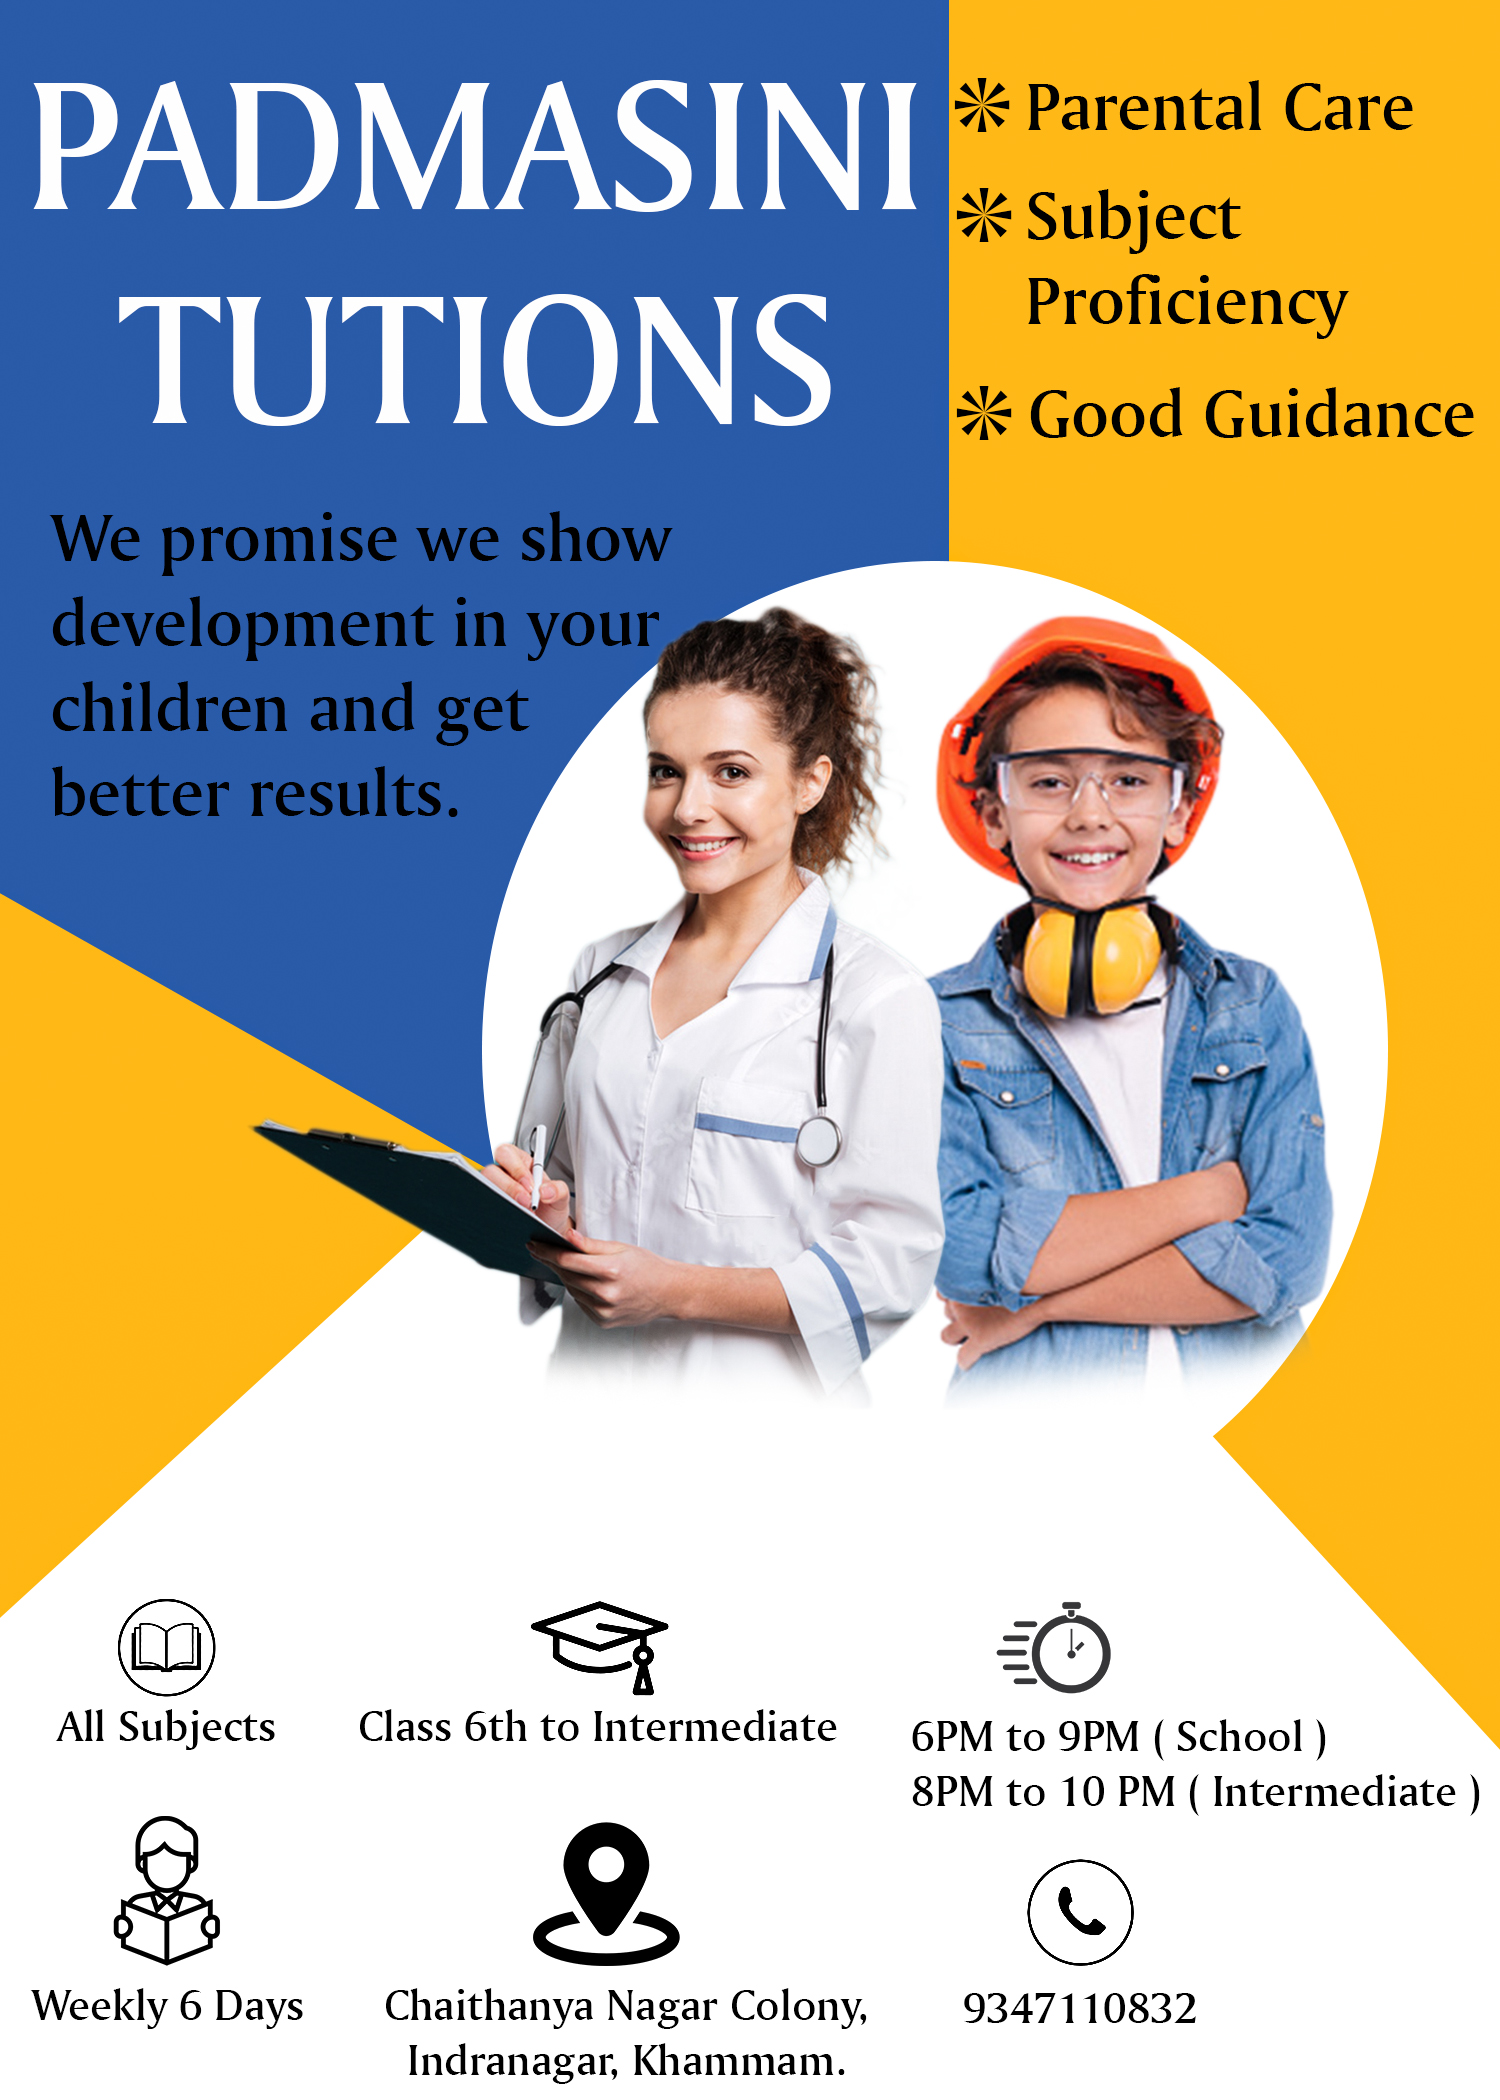 PADMASINI
TUTIONS
✻ Parental Care
✻ Subject
Proficiency
✻ Good Guidance
We promise we show
development in your
children and get
better results.
All Subjects
Class 6th to Intermediate
6PM to 9PM ( School )
8PM to 10 PM ( Intermediate )
Weekly 6 Days
Chaithanya Nagar Colony,
Indranagar, Khammam.
9347110832